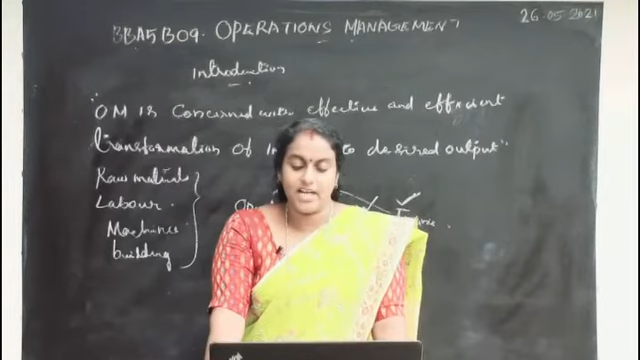 26.05.2021
BBA5B09. OPERATIONS MANAGEMENT
Introduction
OM is concerned with effective and efficient
transformation of to desired output"
Raw materials
Labour.
Machines
building